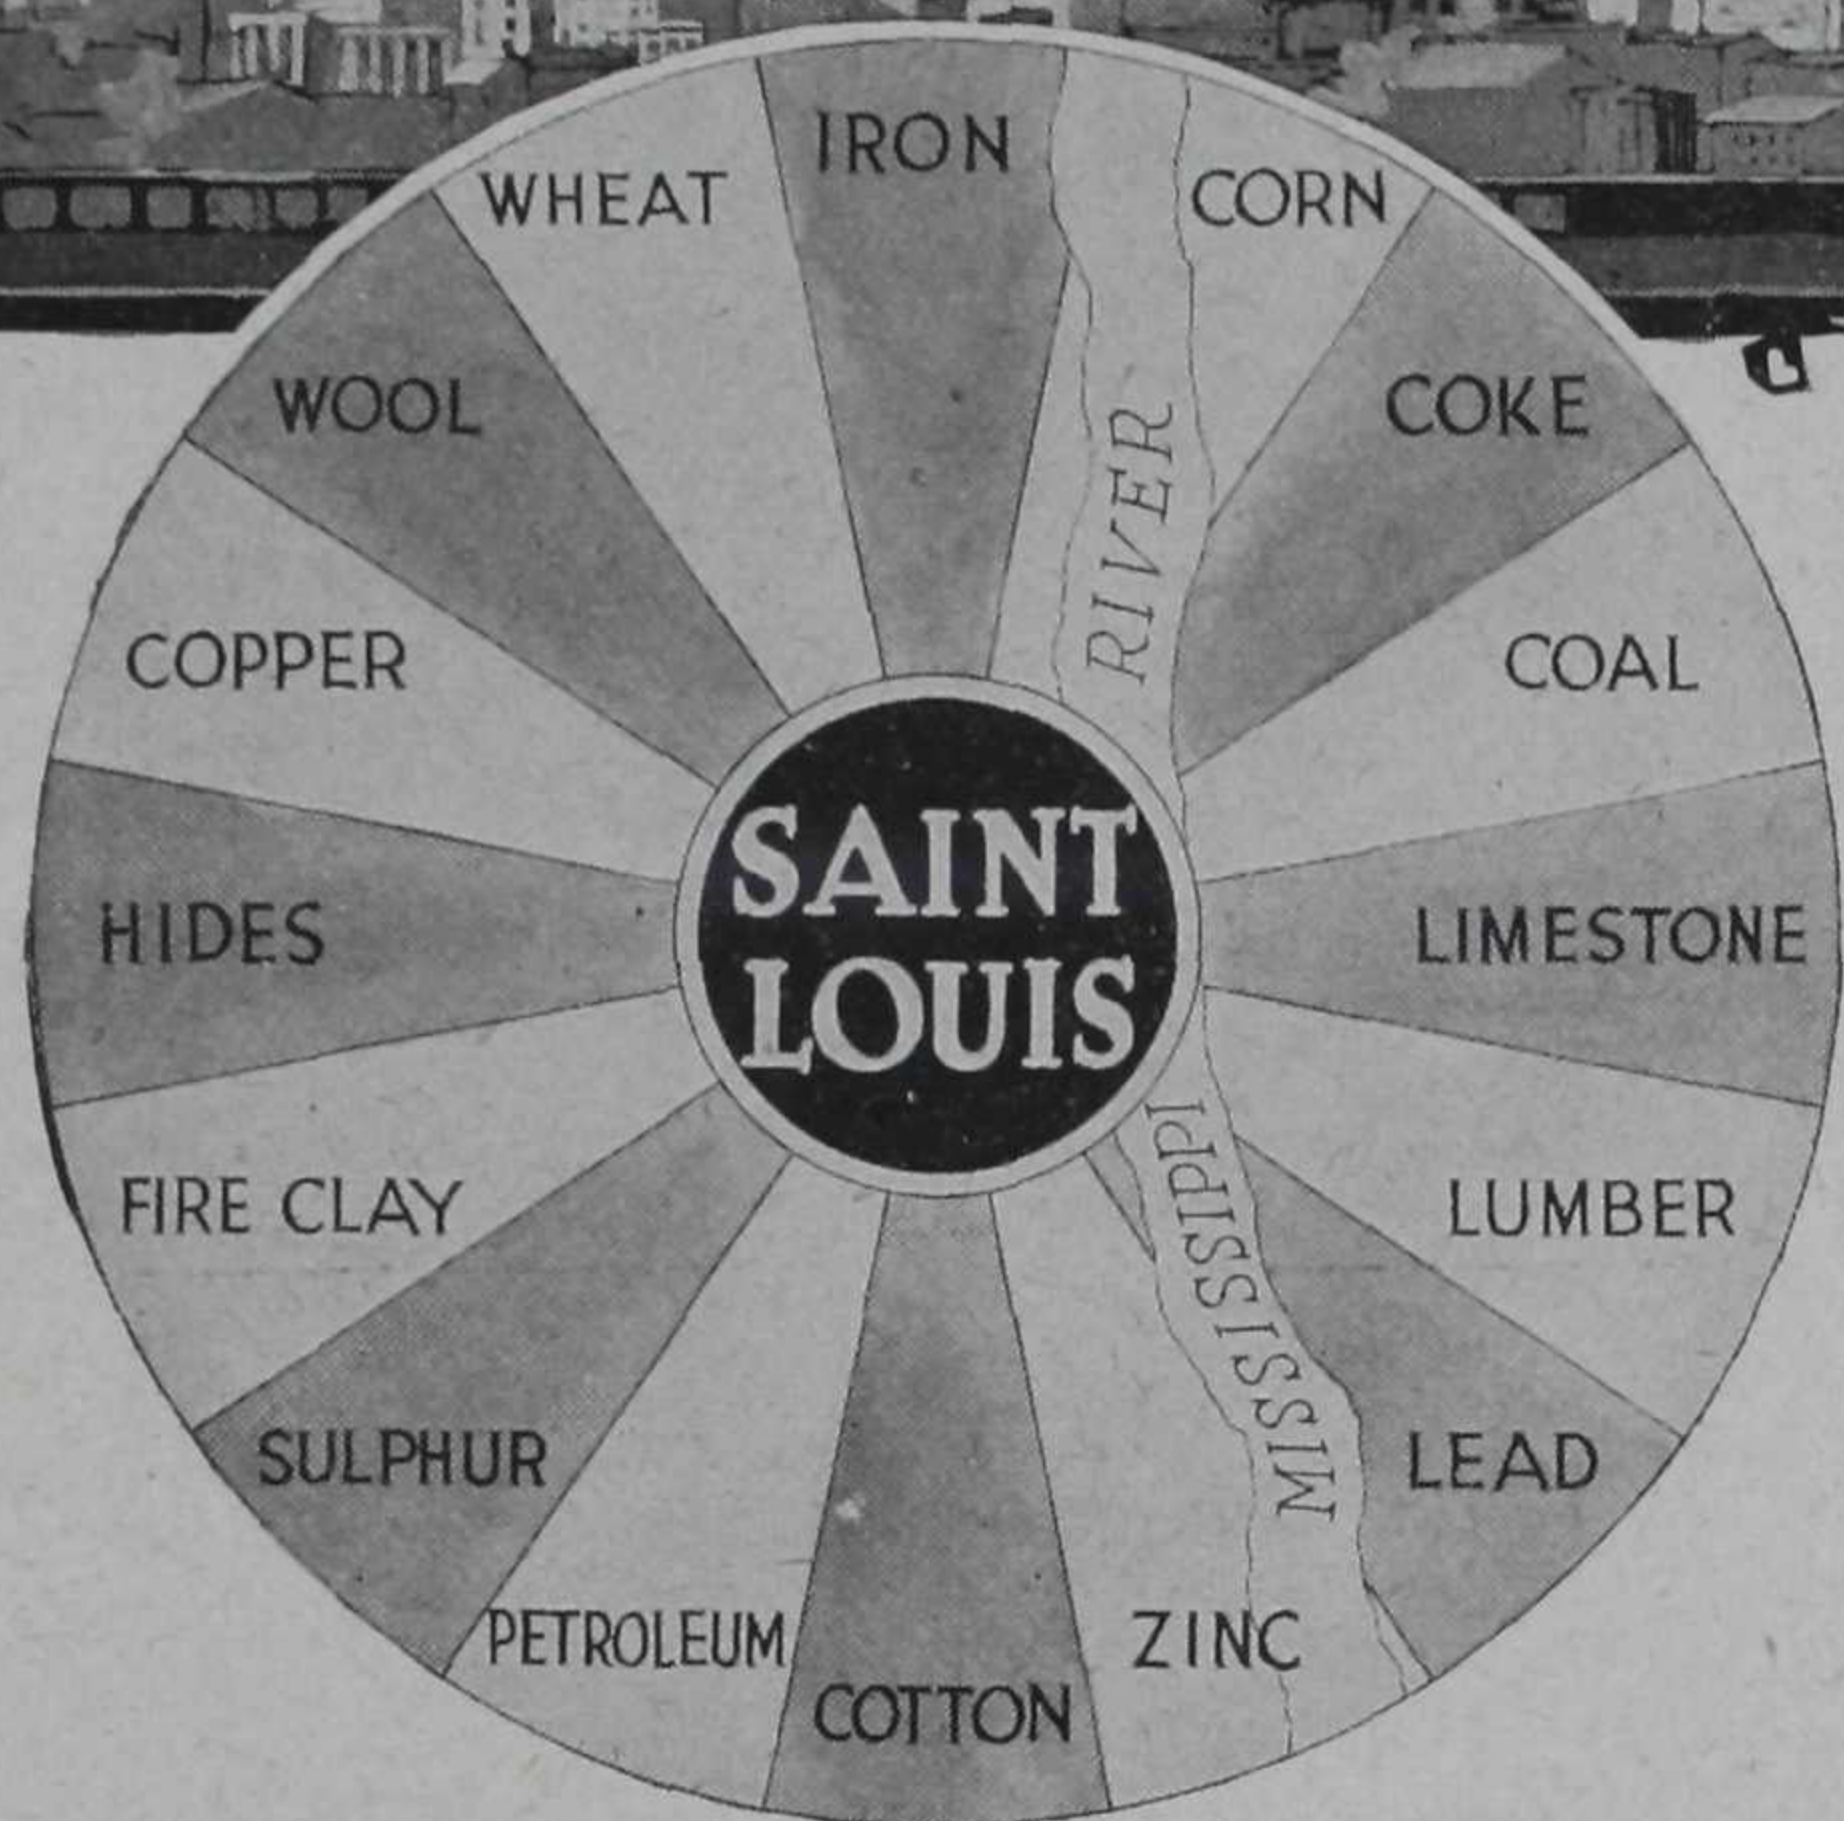 IRON
CORN
COKE
COAL
LIMESTONE
LUMBER
LEAD
ZINC
COTTON
PETROLEUM
SULPHUR
FIRE CLAY
HIDES
COPPER
WOOL
WHEAT
SAINT
LOUIS
MISSISSIPPI
RIVER